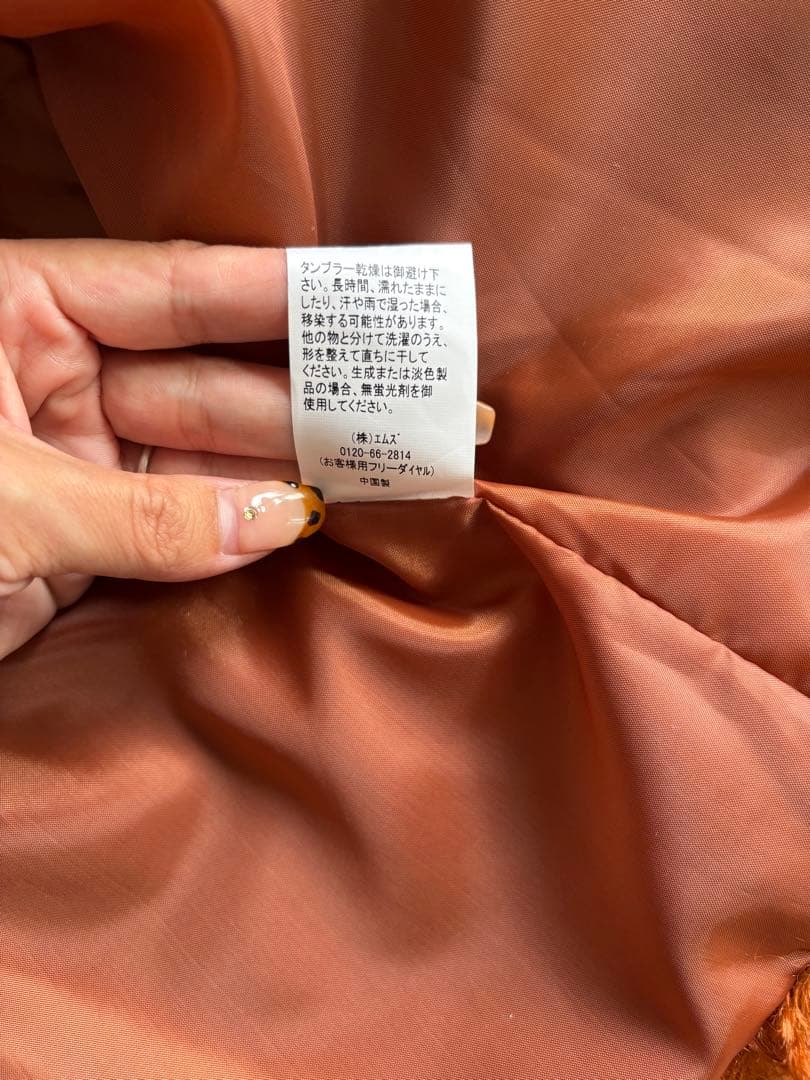 タンブラー乾燥は御避け下
さい。長時間、濡れたままに
したり、汗や雨で湿った場合、
移染する可能性があります。
他の物と分けて洗濯のうえ、
形を整えて直ちに干して
ください。生成または淡色製
品の場合、無蛍光剤を御
使用してください。
(株)エムズ
0120-66-2814
(お客様用フリーダイヤル)
中国製